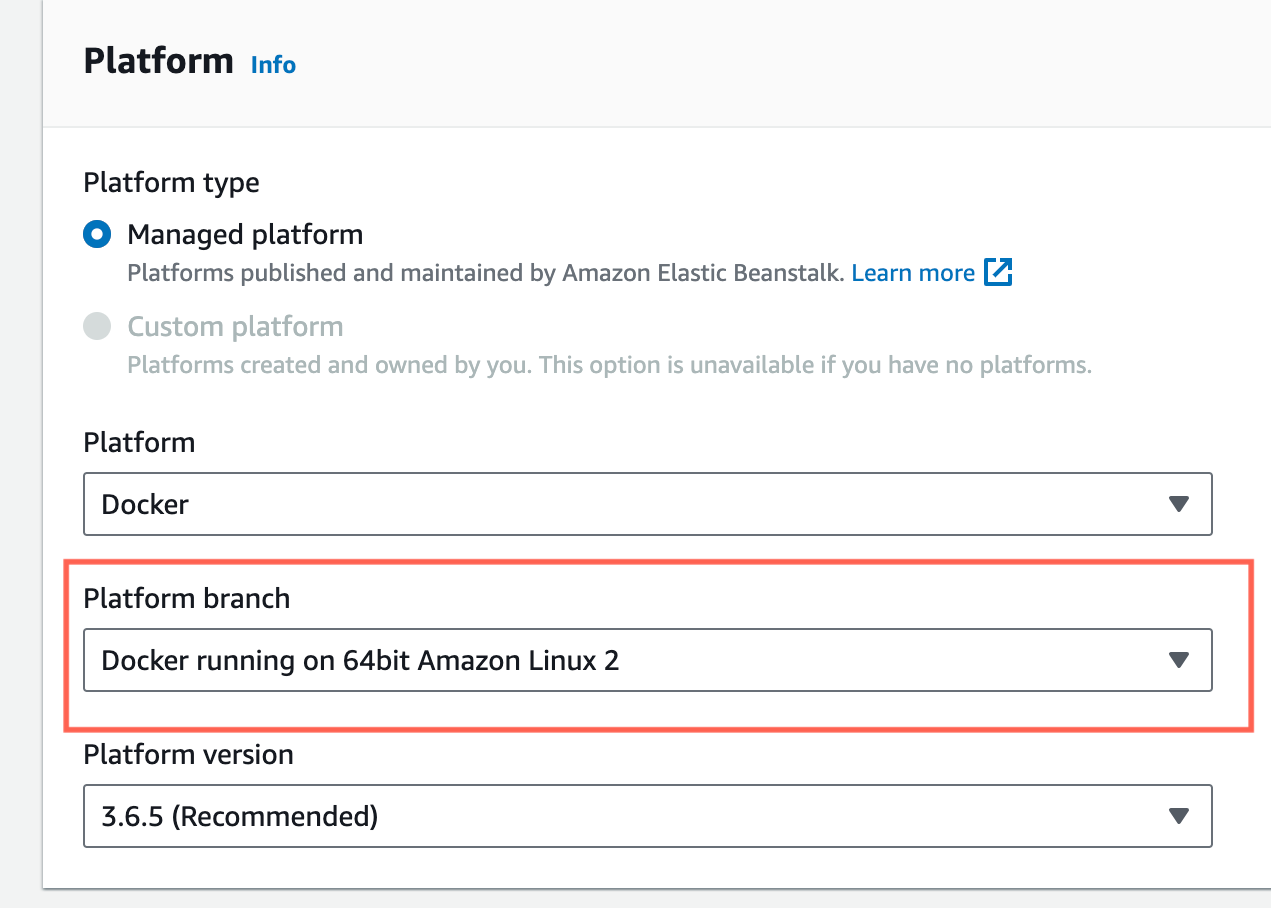 Platform Info
Platform type
Managed platform
Platforms published and maintained by Amazon Elastic Beanstalk. Learn more
Custom platform
Platforms created and owned by you. This option is unavailable if you have no platforms.
Platform
Docker
Platform branch
Docker running on 64bit Amazon Linux 2
Platform version
3.6.5 (Recommended)